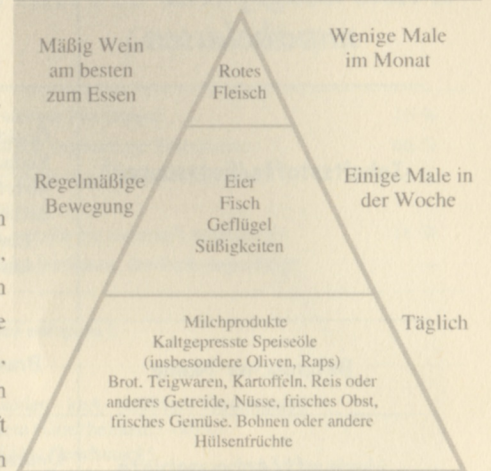 Mäßig Wein
am besten
zum Essen
Rotes
Fleisch
Wenige Male
im Monat
Regelmäßige
Bewegung
Eier
Fisch
Geflügel
Süßigkeiten
Einige Male in
der Woche
Milchprodukte
Kaltgepresste Speiseöle
(insbesondere Oliven, Raps)
Brot. Teigwaren, Kartoffeln. Reis oder
anderes Getreide, Nüsse, frisches Obst,
frisches Gemüse. Bohnen oder andere
Hülsenfrüchte
Täglich